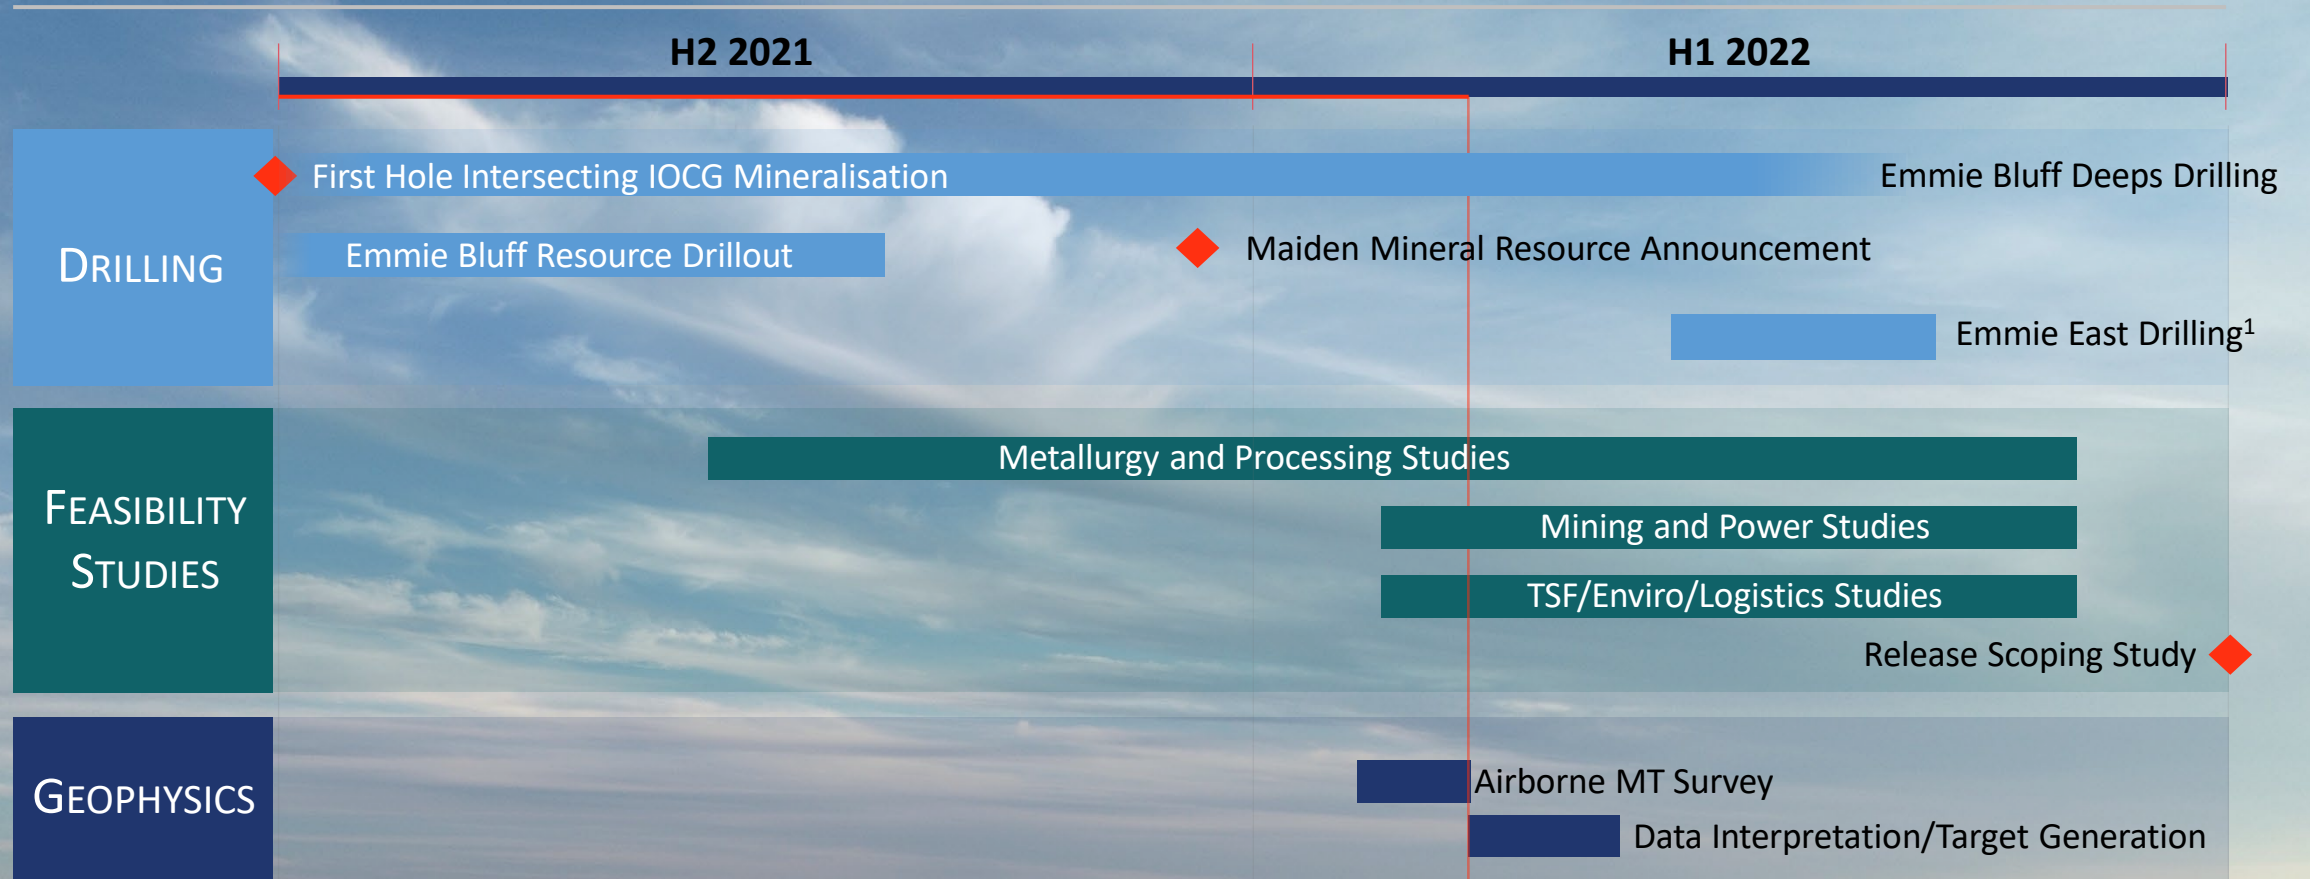 H2 2021
H1 2022
DRILLING
First Hole Intersecting IOCG Mineralisation
Emmie Bluff Deeps Drilling
Emmie Bluff Resource Drillout
Maiden Mineral Resource Announcement
Emmie East Drilling¹
FEASIBILITY
STUDIES
Metallurgy and Processing Studies
Mining and Power Studies
TSF/Enviro/Logistics Studies
Release Scoping Study
GEOPHYSICS
Airborne MT Survey
Data Interpretation/Target Generation